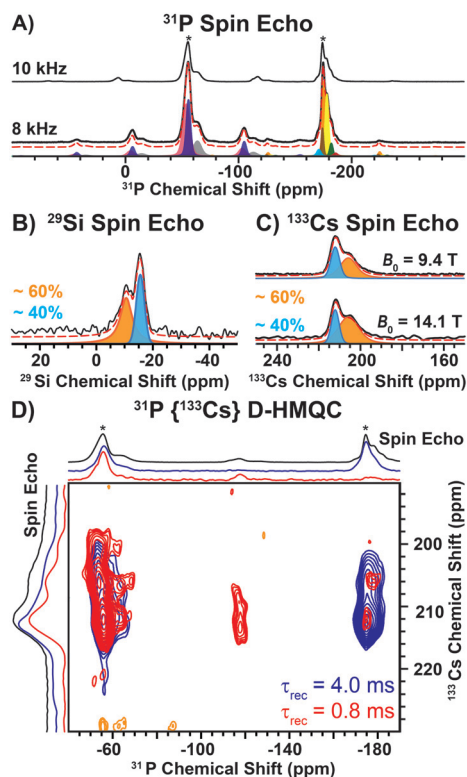 A) ³¹P Spin Echo
*
*
10 kHz
8 kHz
0
-100
-200
³¹P Chemical Shift (ppm)
B) ²⁹Si Spin Echo
~ 60%
~ 40%
20
0
-20
-40
²⁹Si Chemical Shift (ppm)
C) ¹³³Cs Spin Echo
B₀ = 9.4 T
~ 60%
~ 40%
B₀ = 14.1 T
250
200
150
¹³³Cs Chemical Shift (ppm)
D) ³¹P {¹³³Cs} D-HMQC
*
*
Spin Echo
Spin Echo
200
210
220
¹³³Cs Chemical Shift (ppm)
τrec = 4.0 ms
τrec = 0.8 ms
-60
-100
-140
-180
³¹P Chemical Shift (ppm)